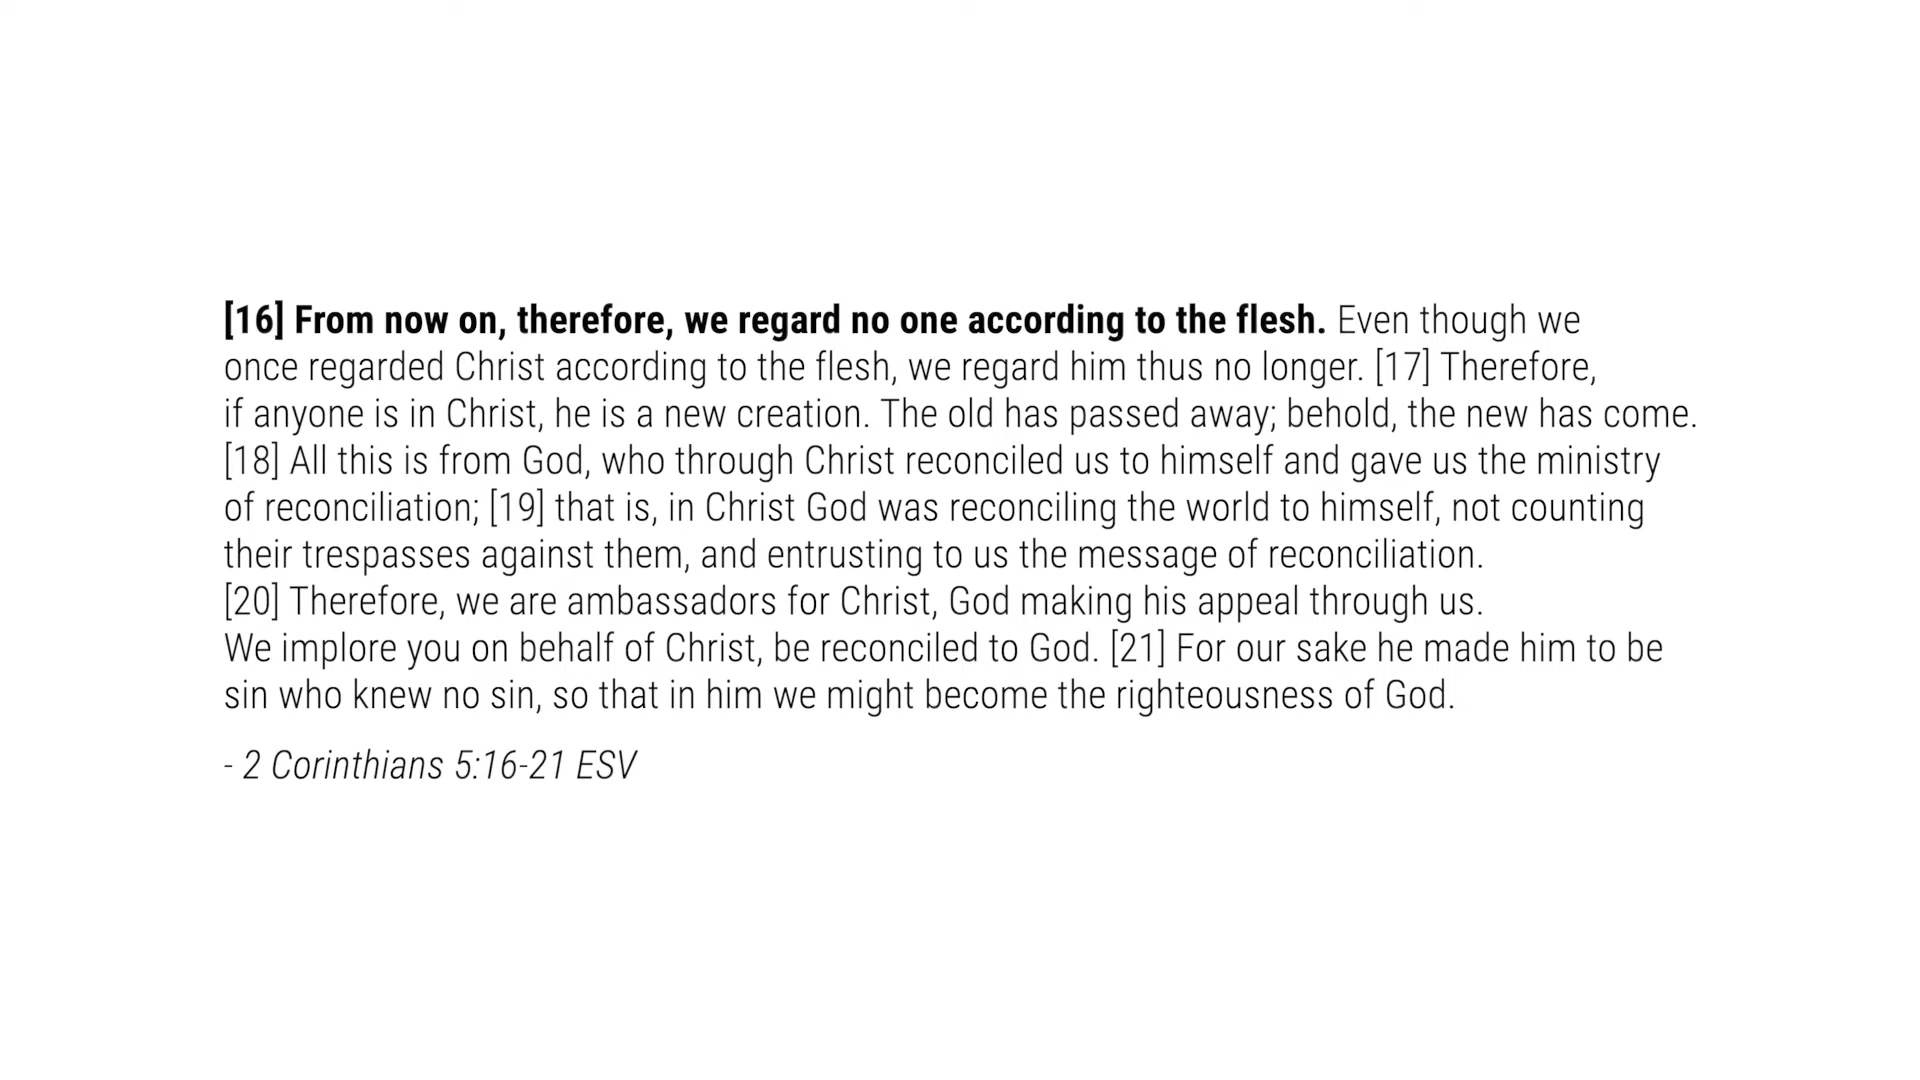 [16] From now on, therefore, we regard no one according to the flesh. Even though we
once regarded Christ according to the flesh, we regard him thus no longer. [17] Therefore,
if anyone is in Christ, he is a new creation. The old has passed away; behold, the new has come.
[18] All this is from God, who through Christ reconciled us to himself and gave us the ministry
of reconciliation; [19] that is, in Christ God was reconciling the world to himself, not counting
their trespasses against them, and entrusting to us the message of reconciliation.
[20] Therefore, we are ambassadors for Christ, God making his appeal through us.
We implore you on behalf of Christ, be reconciled to God. [21] For our sake he made him to be
sin who knew no sin, so that in him we might become the righteousness of God.
- 2 Corinthians 5:16-21 ESV